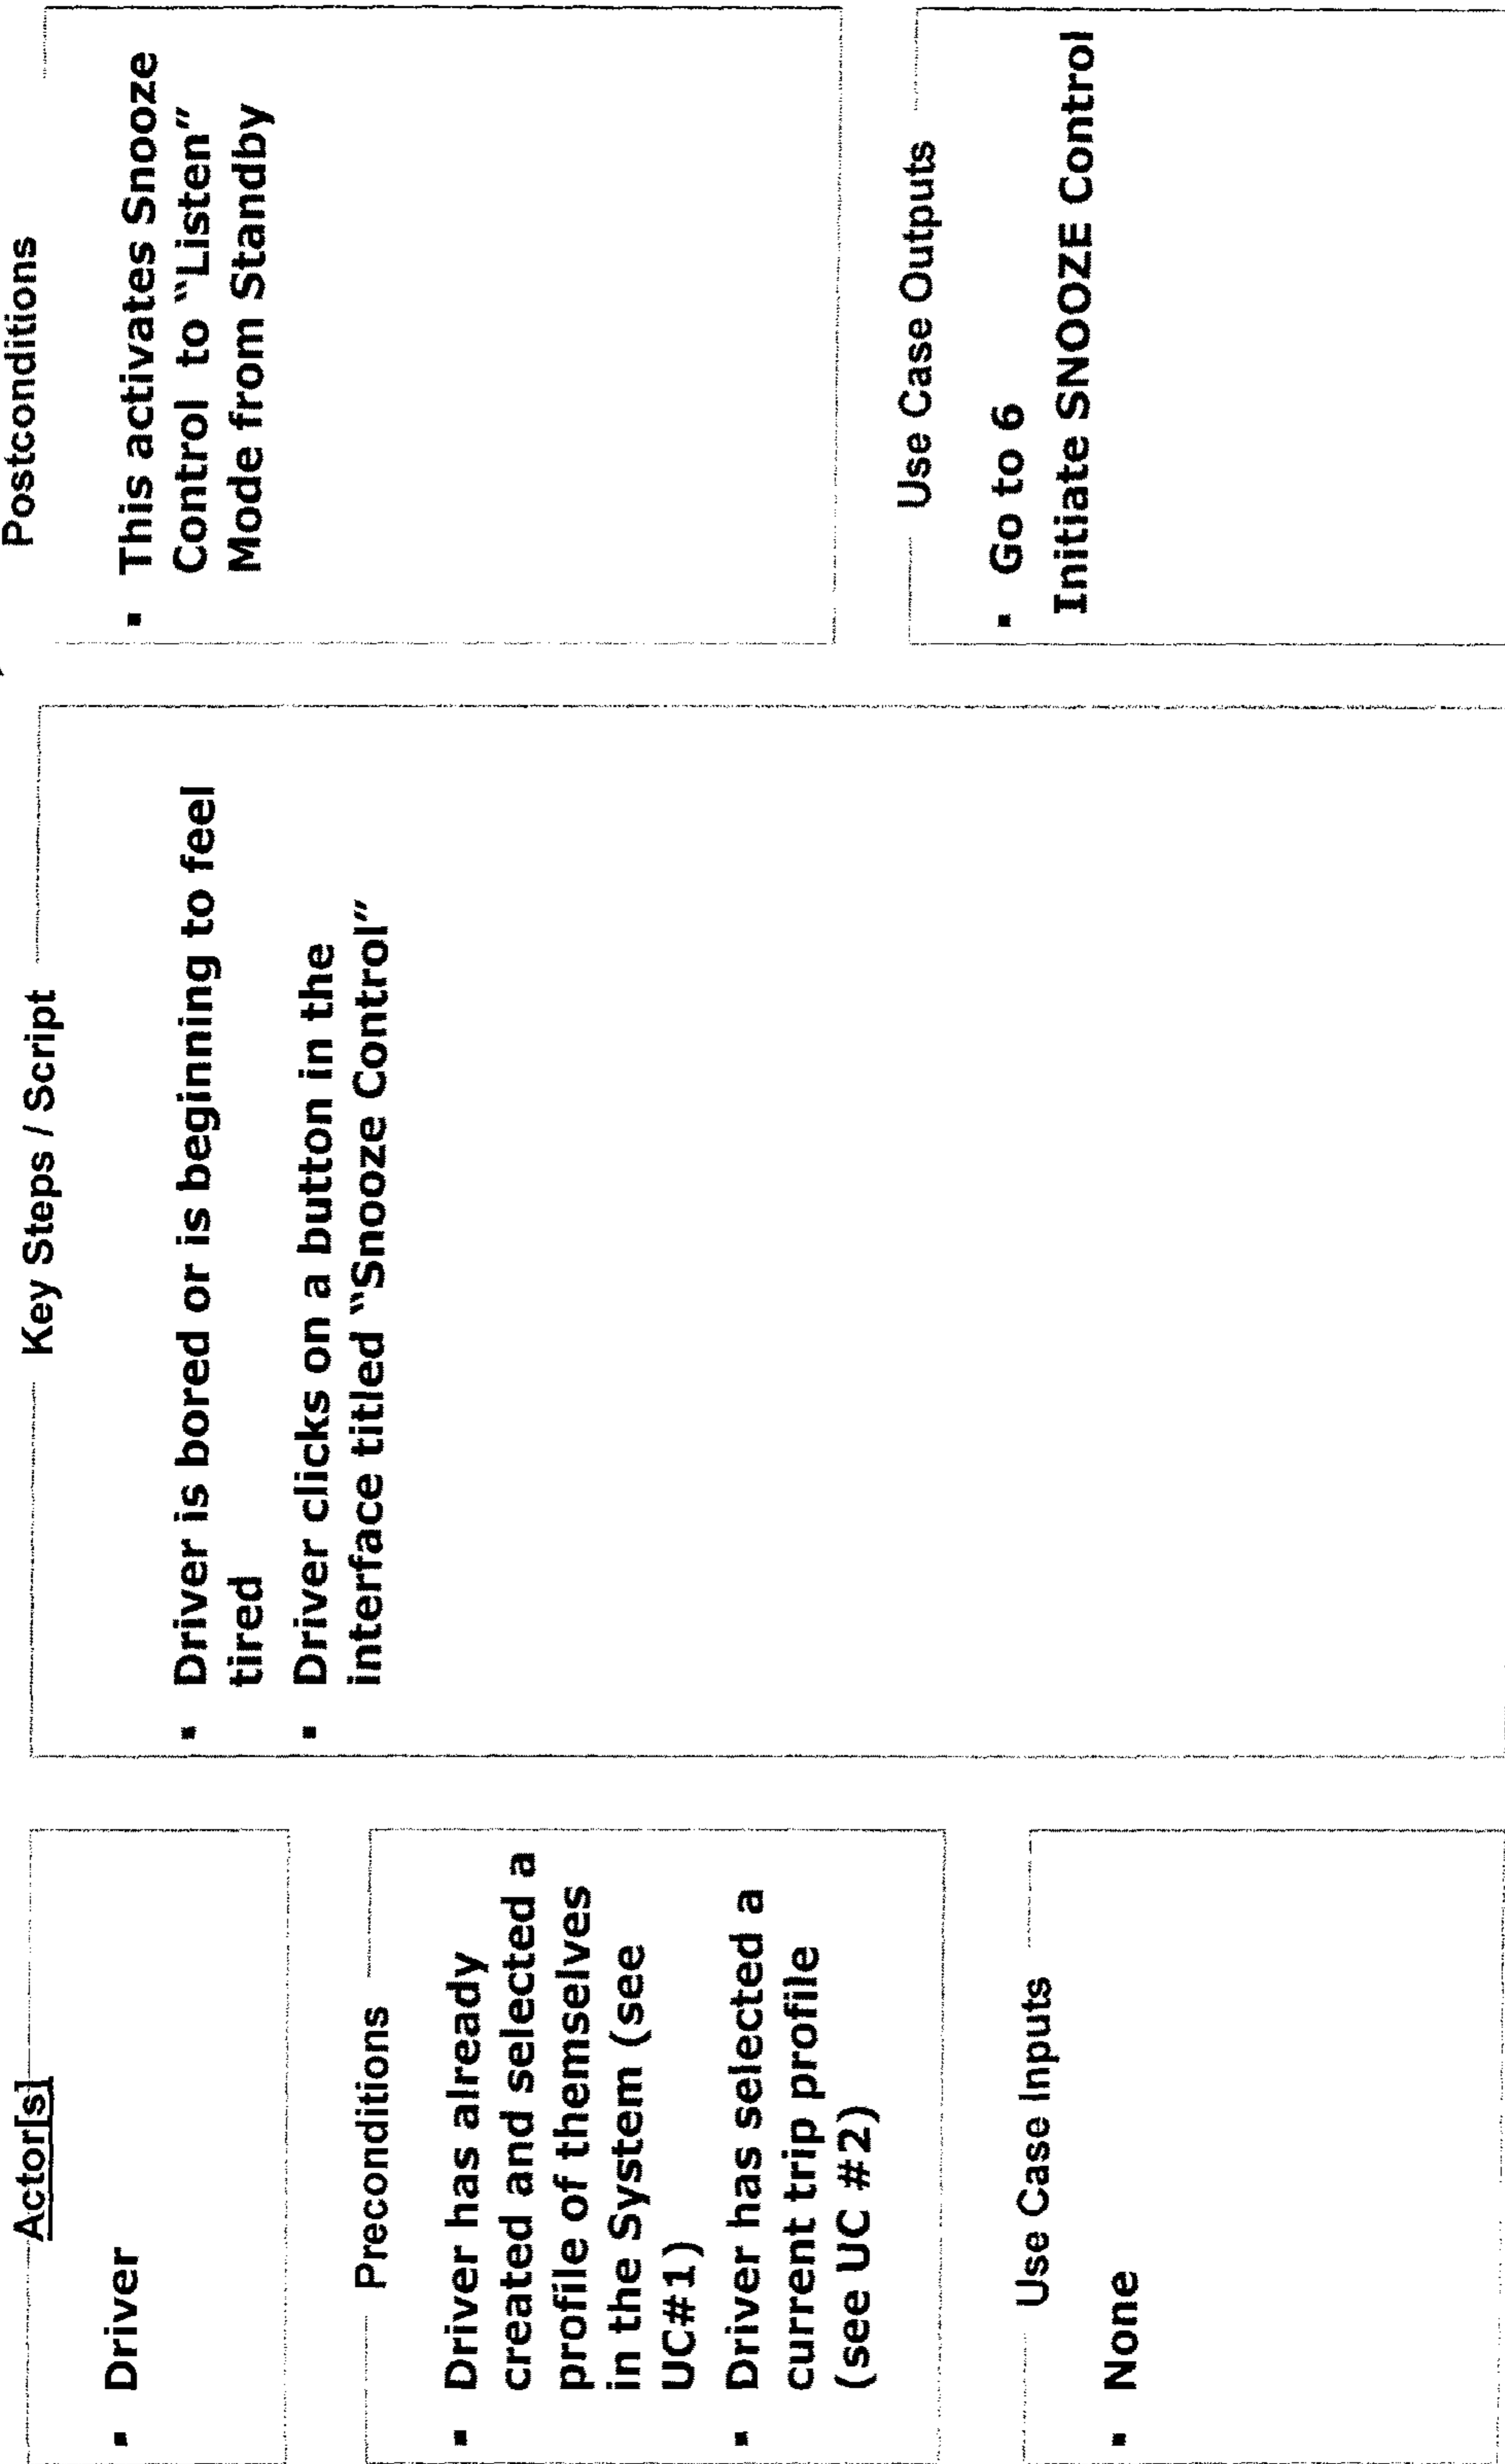 Actor[s]
▪ Driver
Preconditions
▪ Driver has already
created and selected a
profile of themselves
in the System (see
UC#1)
▪ Driver has selected a
current trip profile
(see UC #2)
Use Case Inputs
▪ None
Key Steps / Script
▪ Driver is bored or is beginning to feel
tired
▪ Driver clicks on a button in the
interface titled "Snooze Control"
Postconditions
▪ This activates Snooze
Control to "Listen"
Mode from Standby
Use Case Outputs
▪ Go to 6
Initiate SNOOZE Control